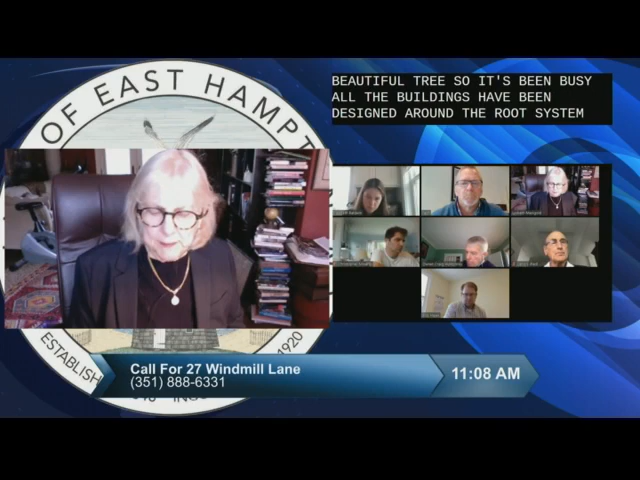 BEAUTIFUL TREE SO IT'S BEEN BUSY
ALL THE BUILDINGS HAVE BEEN
DESIGNED AROUND THE ROOT SYSTEM
OF EAST HAMPT
ESTABLISH
1920
Call For 27 Windmill Lane
(351) 888-6331
11:08 AM